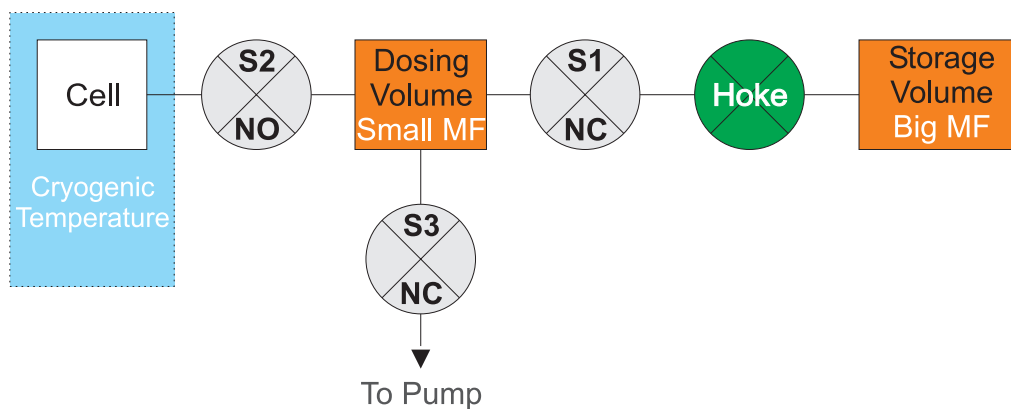 Cell
Cryogenic
Temperature
S2
NO
Dosing
Volume
Small MF
S1
NC
Hoke
Storage
Volume
Big MF
S3
NC
To Pump